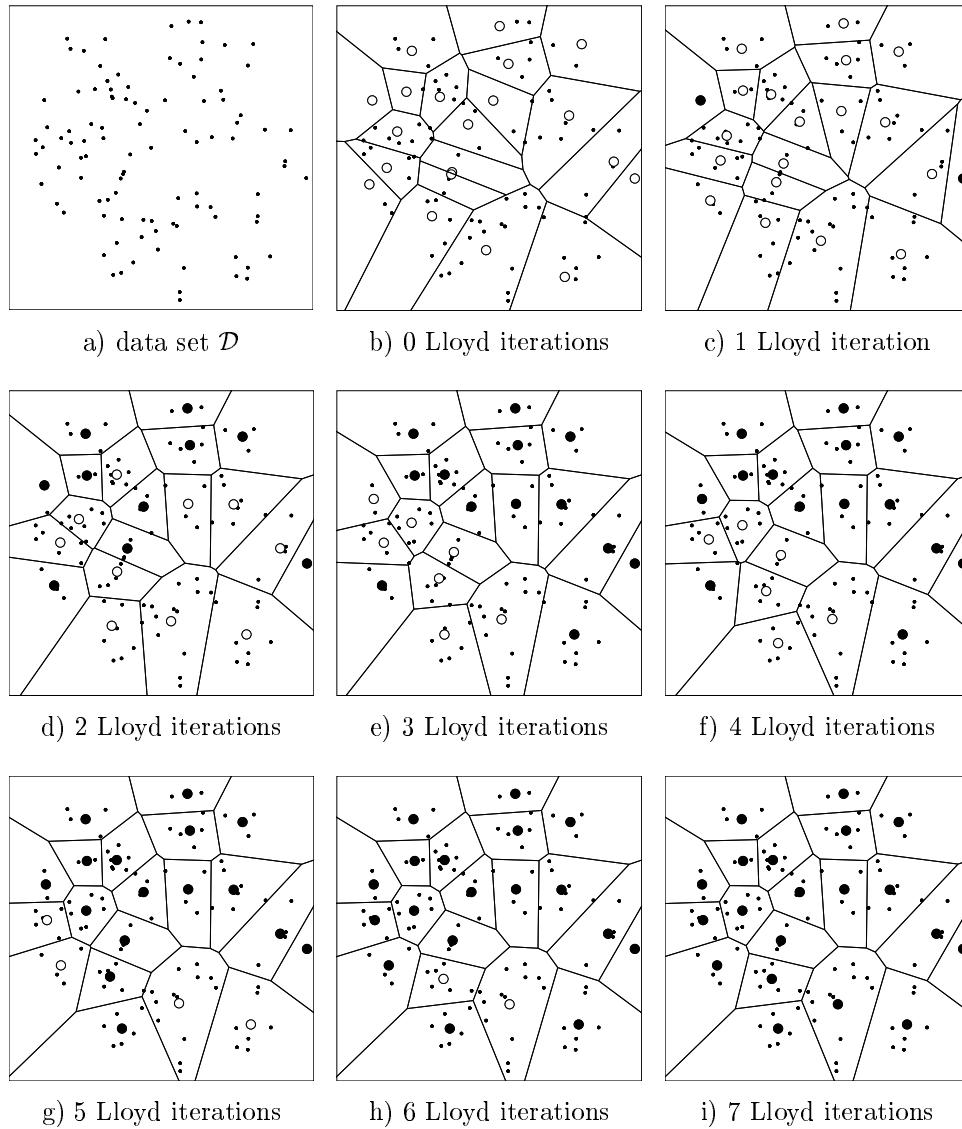 a) data set 𝒟
b) 0 Lloyd iterations
c) 1 Lloyd iteration
d) 2 Lloyd iterations
e) 3 Lloyd iterations
f) 4 Lloyd iterations
g) 5 Lloyd iterations
h) 6 Lloyd iterations
i) 7 Lloyd iterations